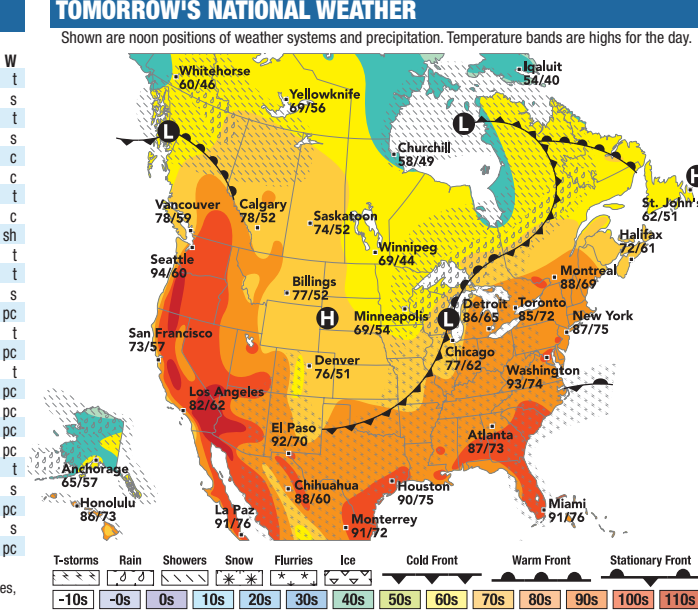 TOMORROW'S NATIONAL WEATHER
Shown are noon positions of weather systems and precipitation. Temperature bands are highs for the day.
W
t
s
t
s
c
c
t
c
sh
t
t
s
pc
t
pc
t
pc
pc
pc
pc
t
s
pc
s
pc
es,
Whitehorse
60/46
Yellowknife
69/56
Iqaluit
54/40
L
L
Churchill
58/49
H
St. John's
62/51
Vancouver
78/59
Calgary
78/52
Saskatoon
74/52
Winnipeg
69/44
Halifax
72/61
Seattle
94/60
Billings
77/52
Montreal
88/69
H
Minneapolis
69/54
L
Detroit
86/65
Toronto
85/72
New York
87/75
San Francisco
73/57
Denver
76/51
Chicago
77/62
Washington
93/74
Los Angeles
82/62
El Paso
92/70
Atlanta
87/73
Anchorage
65/57
Honolulu
86/73
Chihuahua
88/60
Houston
90/75
La Paz
91/76
Monterrey
91/72
Miami
91/76
T-storms Rain Showers Snow Flurries Ice Cold Front Warm Front Stationary Front
-10s -0s 0s 10s 20s 30s 40s 50s 60s 70s 80s 90s 100s 110s